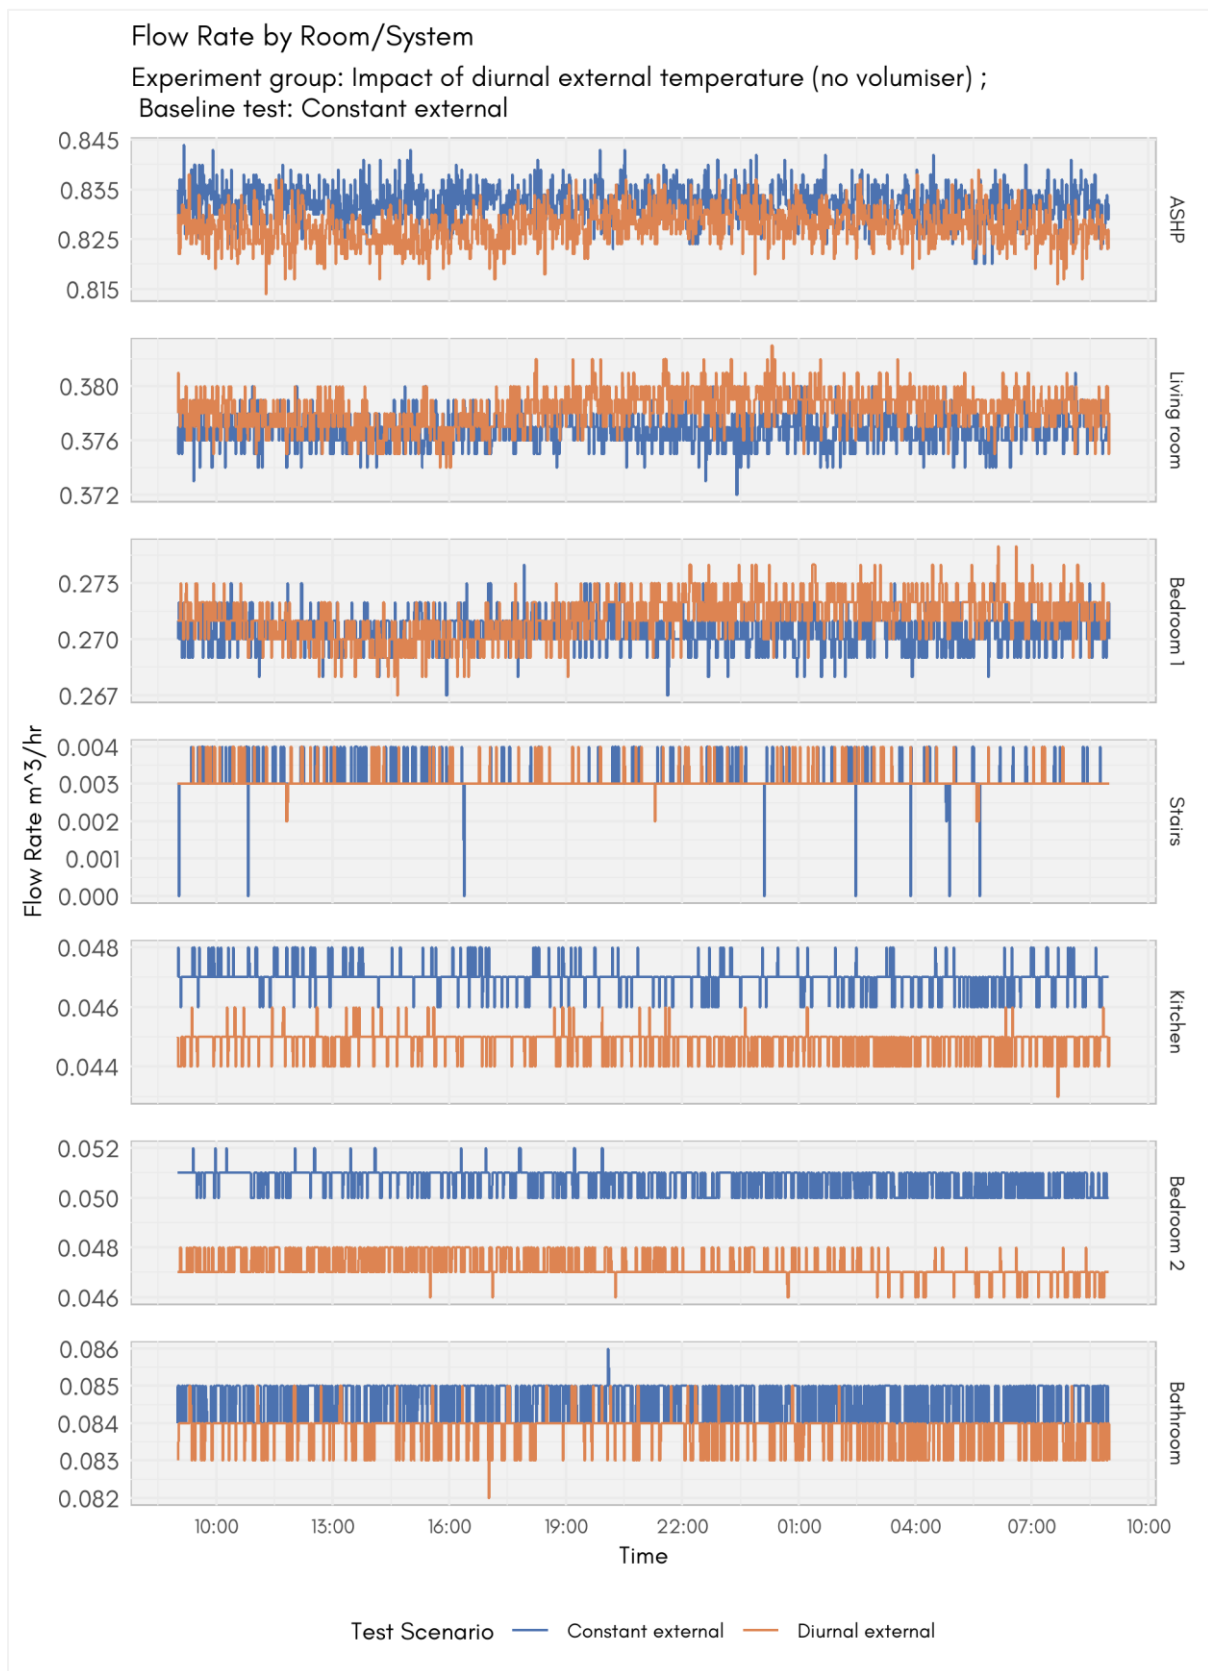 Flow Rate by Room/System
Experiment group: Impact of diurnal external temperature (no volumiser) ;
Baseline test: Constant external
Flow Rate m^3/hr
0.845
0.835
0.825
0.815
ASHP
0.380
0.376
0.372
Living room
0.273
0.270
0.267
Bedroom 1
0.004
0.003
0.002
0.001
0.000
Stairs
0.048
0.046
0.044
Kitchen
0.052
0.050
0.048
0.046
Bedroom 2
0.086
0.085
0.084
0.083
0.082
Bathroom
10:00 13:00 16:00 19:00 22:00 01:00 04:00 07:00 10:00
Time
Test Scenario Constant external Diurnal external